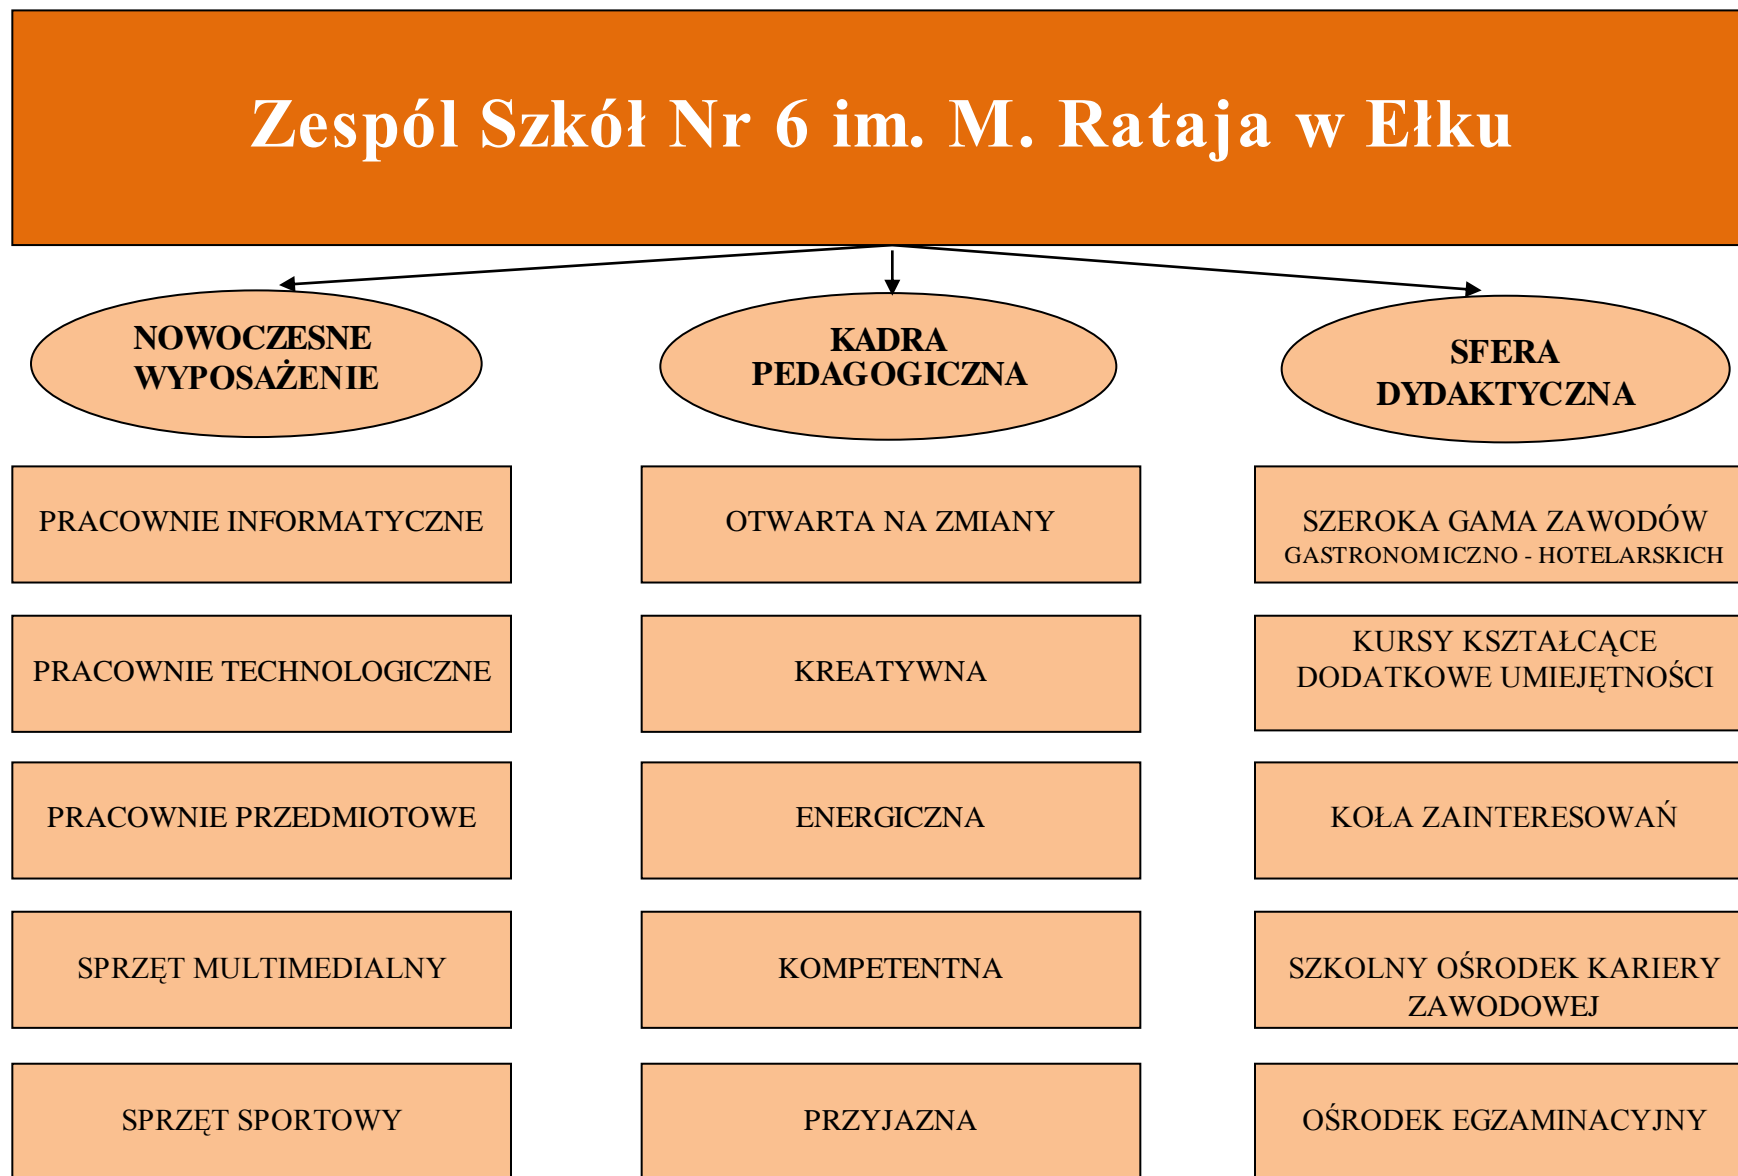 Zespól Szkół Nr 6 im. M. Rataja w Ełku
NOWOCZESNE
WYPOSAŻENIE
KADRA
PEDAGOGICZNA
SFERA
DYDAKTYCZNA
PRACOWNIE INFORMATYCZNE
OTWARTA NA ZMIANY
SZEROKA GAMA ZAWODÓW
GASTRONOMICZNO - HOTELARSKICH
PRACOWNIE TECHNOLOGICZNE
KREATYWNA
KURSY KSZTAŁCĄCE
DODATKOWE UMIEJĘTNOŚCI
PRACOWNIE PRZEDMIOTOWE
ENERGICZNA
KOŁA ZAINTERESOWAŃ
SPRZĘT MULTIMEDIALNY
KOMPETENTNA
SZKOLNY OŚRODEK KARIERY
ZAWODOWEJ
SPRZĘT SPORTOWY
PRZYJAZNA
OŚRODEK EGZAMINACYJNY